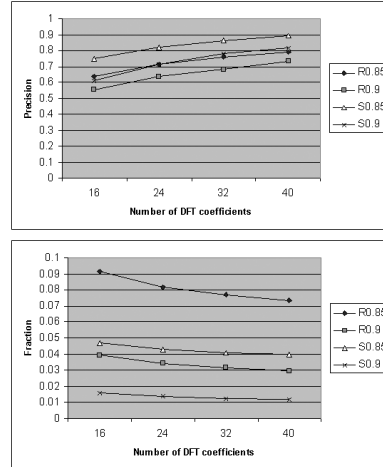 1
0.9
0.8
0.7
0.6
0.5
0.4
0.3
0.2
0.1
0
Precision
16 24 32 40
Number of DFT coefficients
R0.85
R0.9
S0.85
S0.9
0.1
0.09
0.08
0.07
0.06
0.05
0.04
0.03
0.02
0.01
0
Fraction
16 24 32 40
Number of DFT coefficients
R0.85
R0.9
S0.85
S0.9